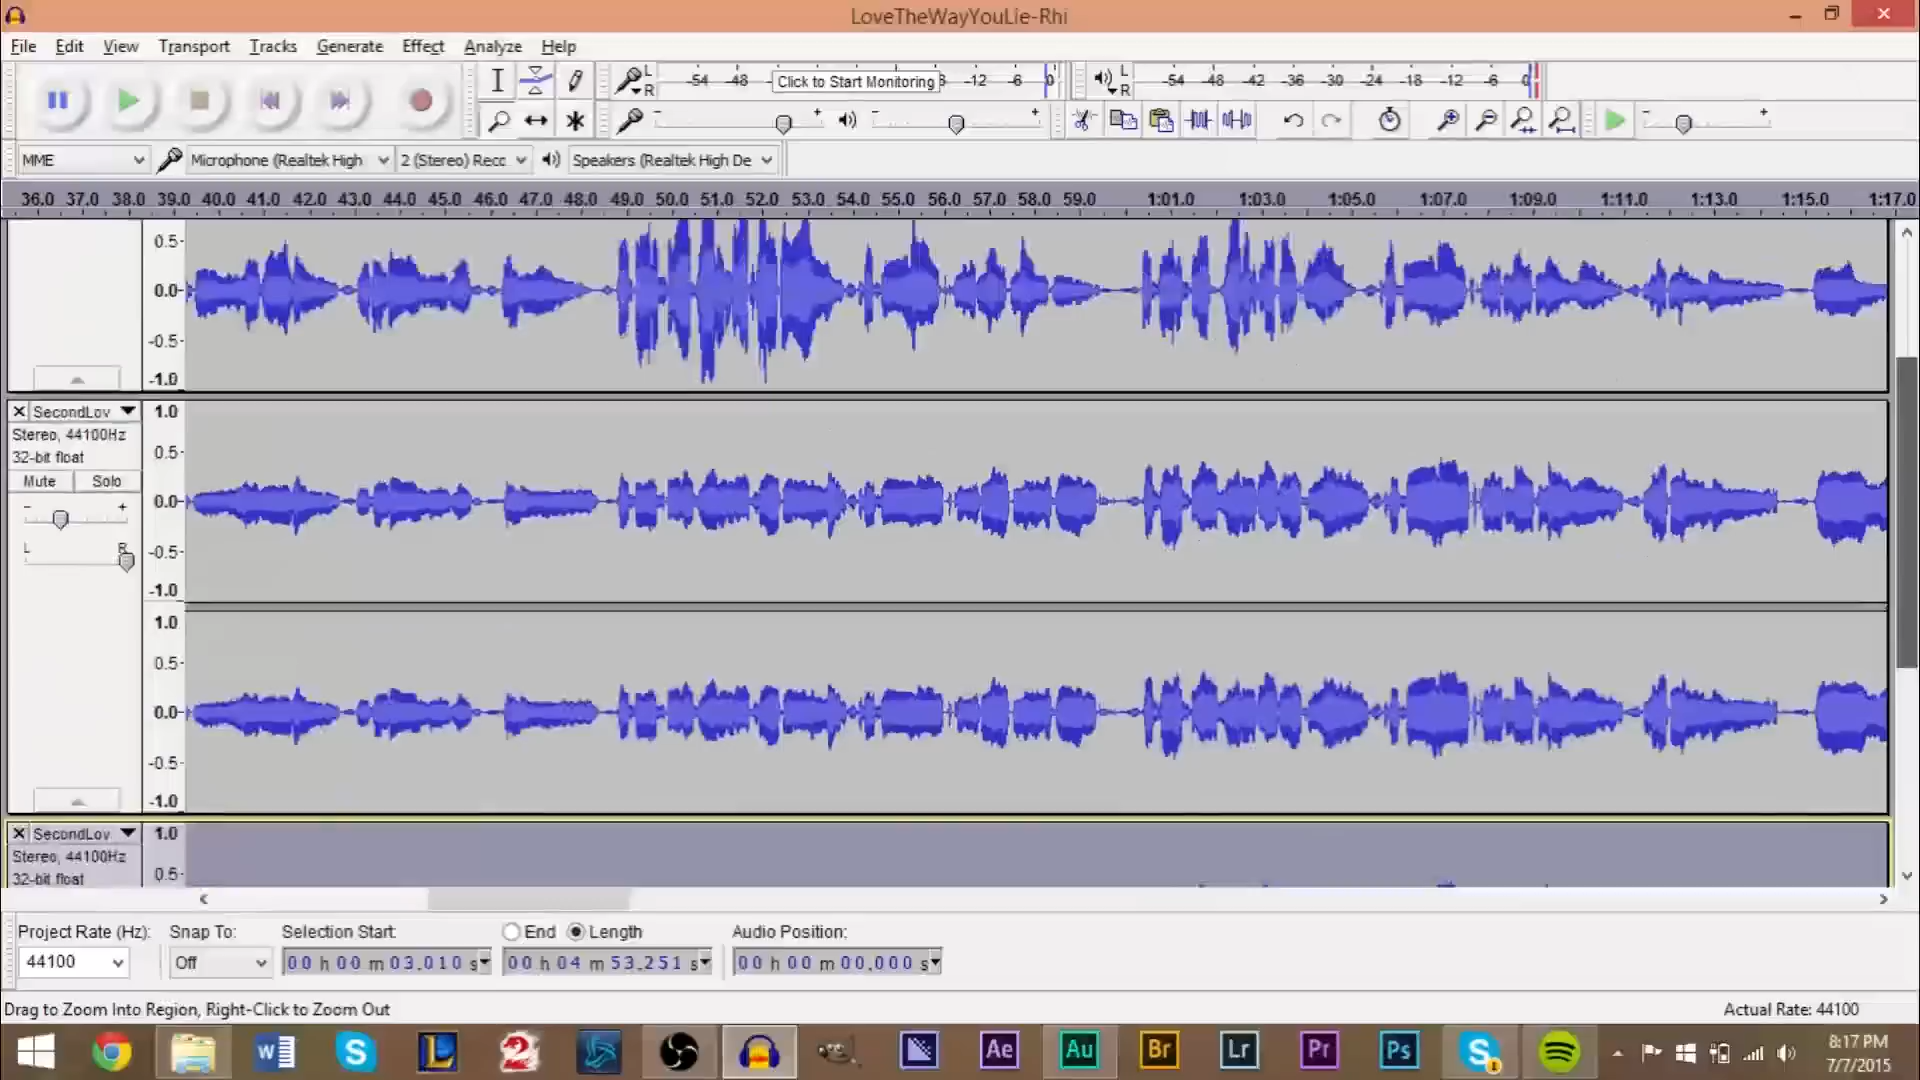 LoveTheWayYouLie-Rhi
File Edit View Transport Tracks Generate Effect Analyze Help
L R -54 -48 Click to Start Monitoring -12 -6 0 L R -54 -48 -42 -36 -30 -24 -18 -12 -6 0
- + - + - +
MME Microphone (Realtek High 2 (Stereo) Recc Speakers (Realtek High De
36.0 37.0 38.0 39.0 40.0 41.0 42.0 43.0 44.0 45.0 46.0 47.0 48.0 49.0 50.0 51.0 52.0 53.0 54.0 55.0 56.0 57.0 58.0 59.0 1:01.0 1:03.0 1:05.0 1:07.0 1:09.0 1:11.0 1:13.0 1:15.0 1:17.0
0.5-
0.0-
-0.5-
-1.0
SecondLov 1.0
Stereo, 44100Hz
32-bit float 0.5-
Mute Solo
- + 0.0-
L R -0.5-
-1.0
1.0
0.5-
0.0-
-0.5-
-1.0
SecondLov 1.0
Stereo, 44100Hz
32-bit float 0.5-
Project Rate (Hz): Snap To: Selection Start: End Length Audio Position:
44100 Off 00 h 00 m 03.010 s 00 h 04 m 53.251 s 00 h 00 m 00.000 s
Drag to Zoom Into Region, Right-Click to Zoom Out Actual Rate: 44100
W S L 2 Ae Au Br Lr Pr Ps S 8:17 PM
7/7/2015